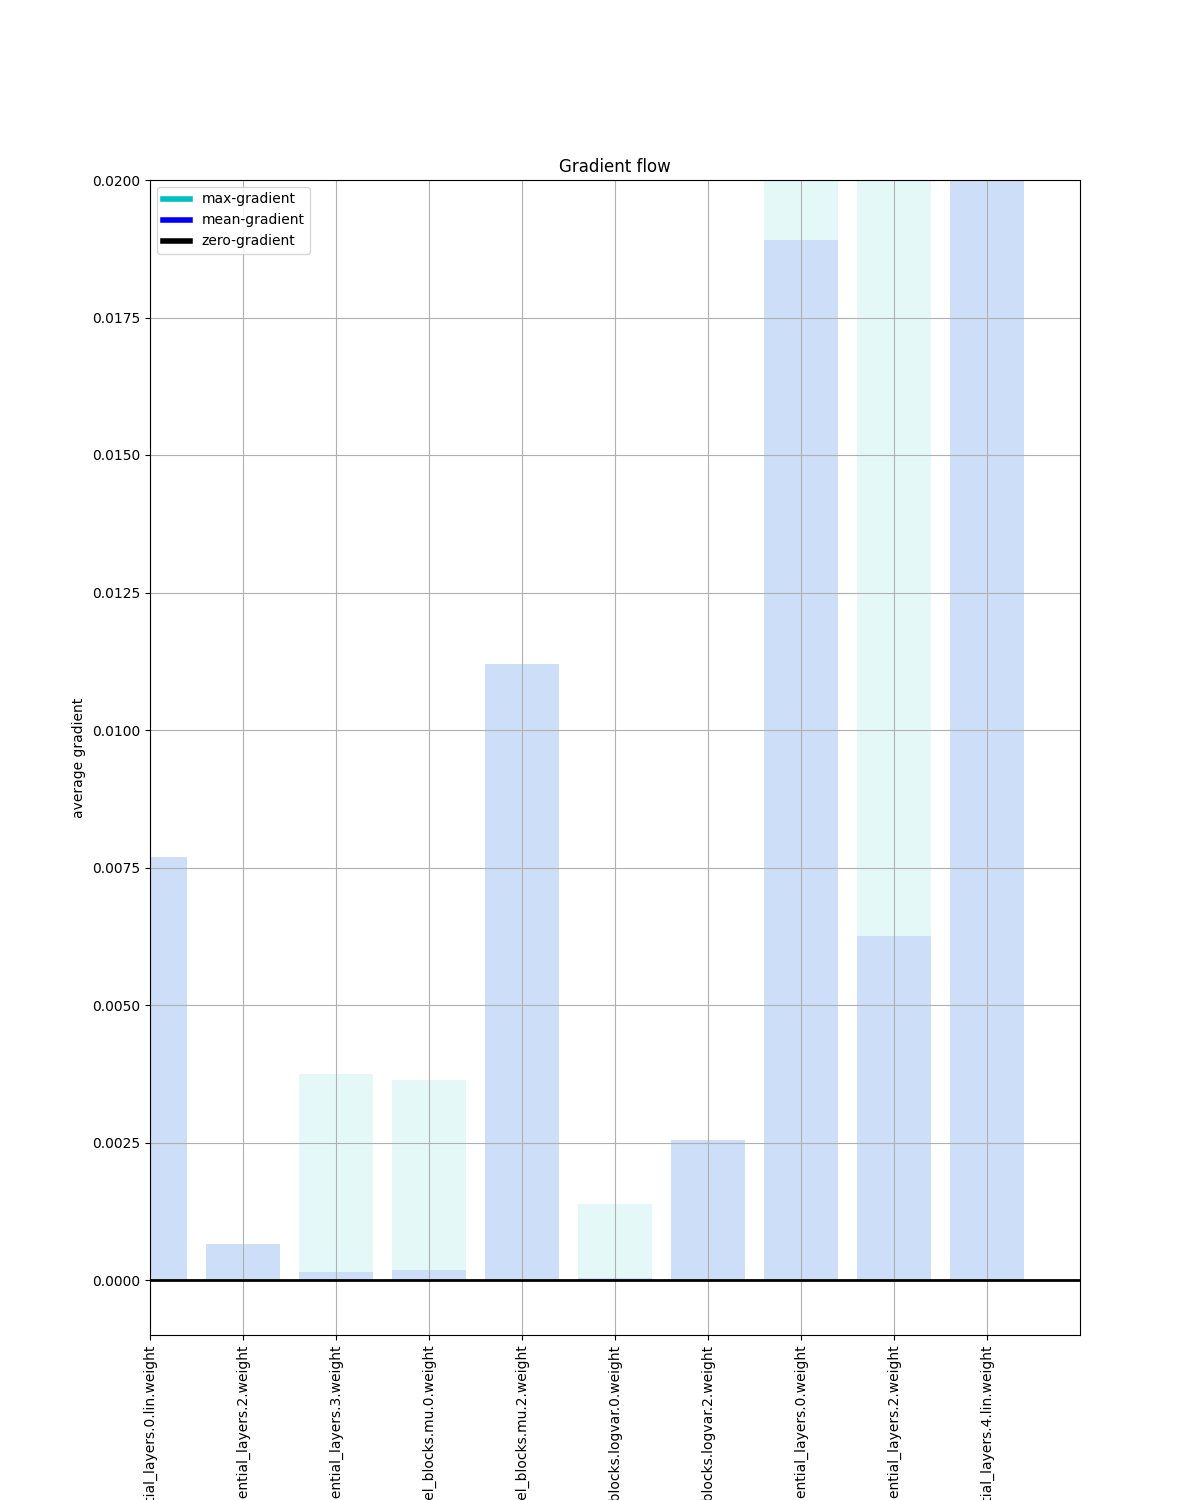 Gradient flow
max-gradient
mean-gradient
zero-gradient
0.0200
0.0175
0.0150
0.0125
0.0100
0.0075
0.0050
0.0025
0.0000
average gradient
tial_layers.0.lin.weight
ential_layers.2.weight
ential_layers.3.weight
el_blocks.mu.0.weight
el_blocks.mu.2.weight
blocks.logvar.0.weight
blocks.logvar.2.weight
ential_layers.0.weight
ential_layers.2.weight
tial_layers.4.lin.weight